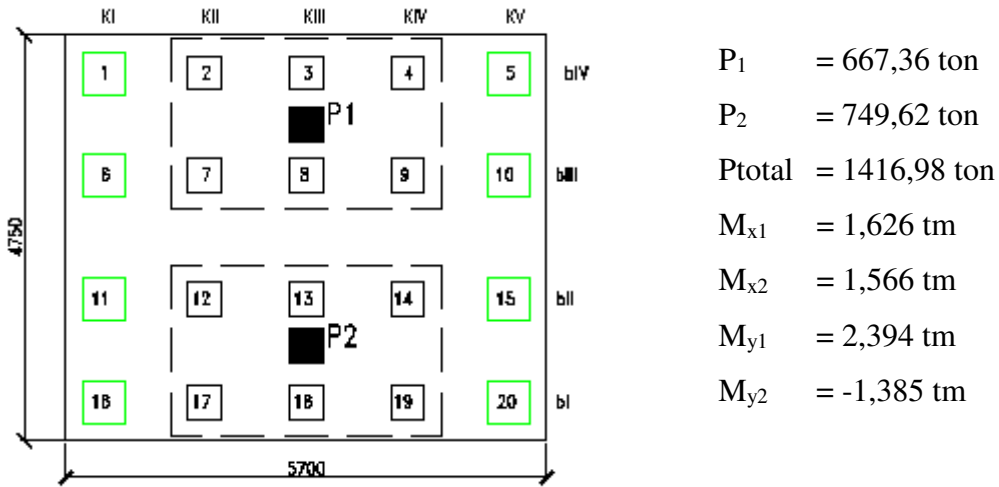 KI KII KIII KIV KV
1 2 3 4 5 bIV
P1
6 7 8 9 10 bIII
4750
11 12 13 14 15 bII
P2
16 17 18 19 20 bI
5700
P1 = 667,36 ton
P2 = 749,62 ton
Ptotal = 1416,98 ton
Mx1 = 1,626 tm
Mx2 = 1,566 tm
My1 = 2,394 tm
My2 = -1,385 tm